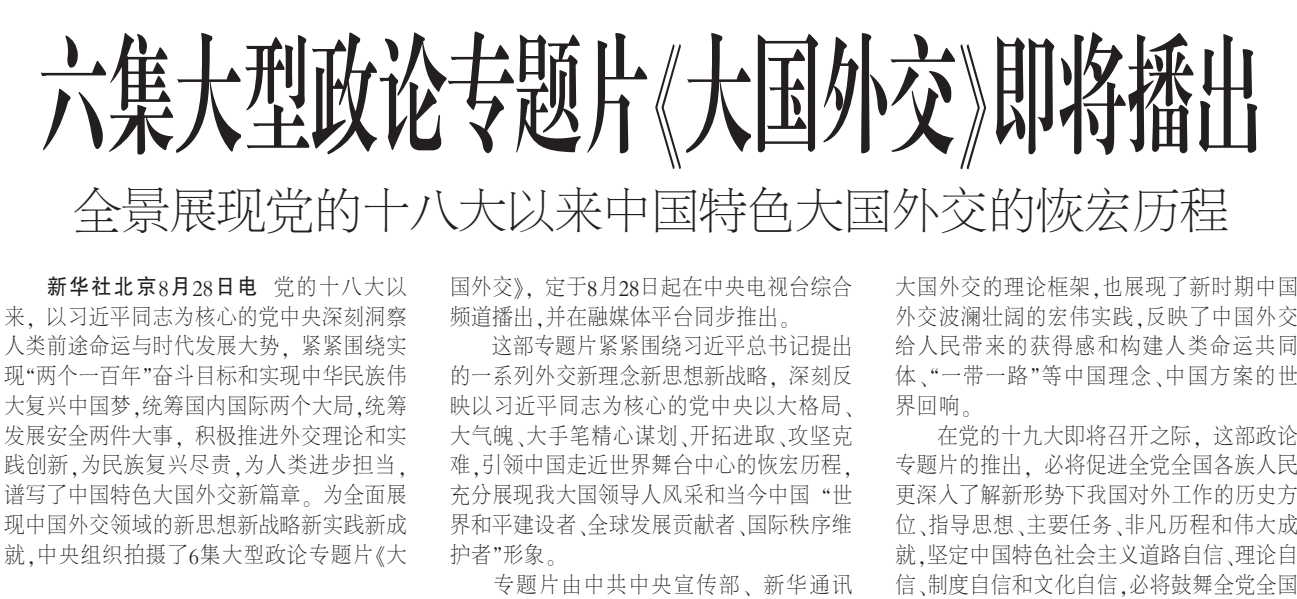 六集大型政论专题片《大国外交》即将播出
全景展现党的十八大以来中国特色大国外交的恢宏历程
新华社北京8月28日电 党的十八大以
来，以习近平同志为核心的党中央深刻洞察
人类前途命运与时代发展大势，紧紧围绕实
现“两个一百年”奋斗目标和实现中华民族伟
大复兴中国梦，统筹国内国际两个大局，统筹
发展安全两件大事，积极推进外交理论和实
践创新，为民族复兴尽责，为人类进步担当，
谱写了中国特色大国外交新篇章。为全面展
现中国外交领域的新思想新战略新实践新成
就，中央组织拍摄了6集大型政论专题片《大
国外交》，定于8月28日起在中央电视台综合
频道播出，并在融媒体平台同步推出。
这部专题片紧紧围绕习近平总书记提出
的一系列外交新理念新思想新战略，深刻反
映以习近平同志为核心的党中央以大格局、
大气魄、大手笔精心谋划、开拓进取、攻坚克
难，引领中国走近世界舞台中心的恢宏历程，
充分展现我大国领导人风采和当今中国“世
界和平建设者、全球发展贡献者、国际秩序维
护者”形象。
专题片由中共中央宣传部、新华通讯
大国外交的理论框架，也展现了新时期中国
外交波澜壮阔的宏伟实践，反映了中国外交
给人民带来的获得感和构建人类命运共同
体、“一带一路”等中国理念、中国方案的世
界回响。
在党的十九大即将召开之际，这部政论
专题片的推出，必将促进全党全国各族人民
更深入了解新形势下我国对外工作的历史方
位、指导思想、主要任务、非凡历程和伟大成
就，坚定中国特色社会主义道路自信、理论自
信、制度自信和文化自信，必将鼓舞全党全国